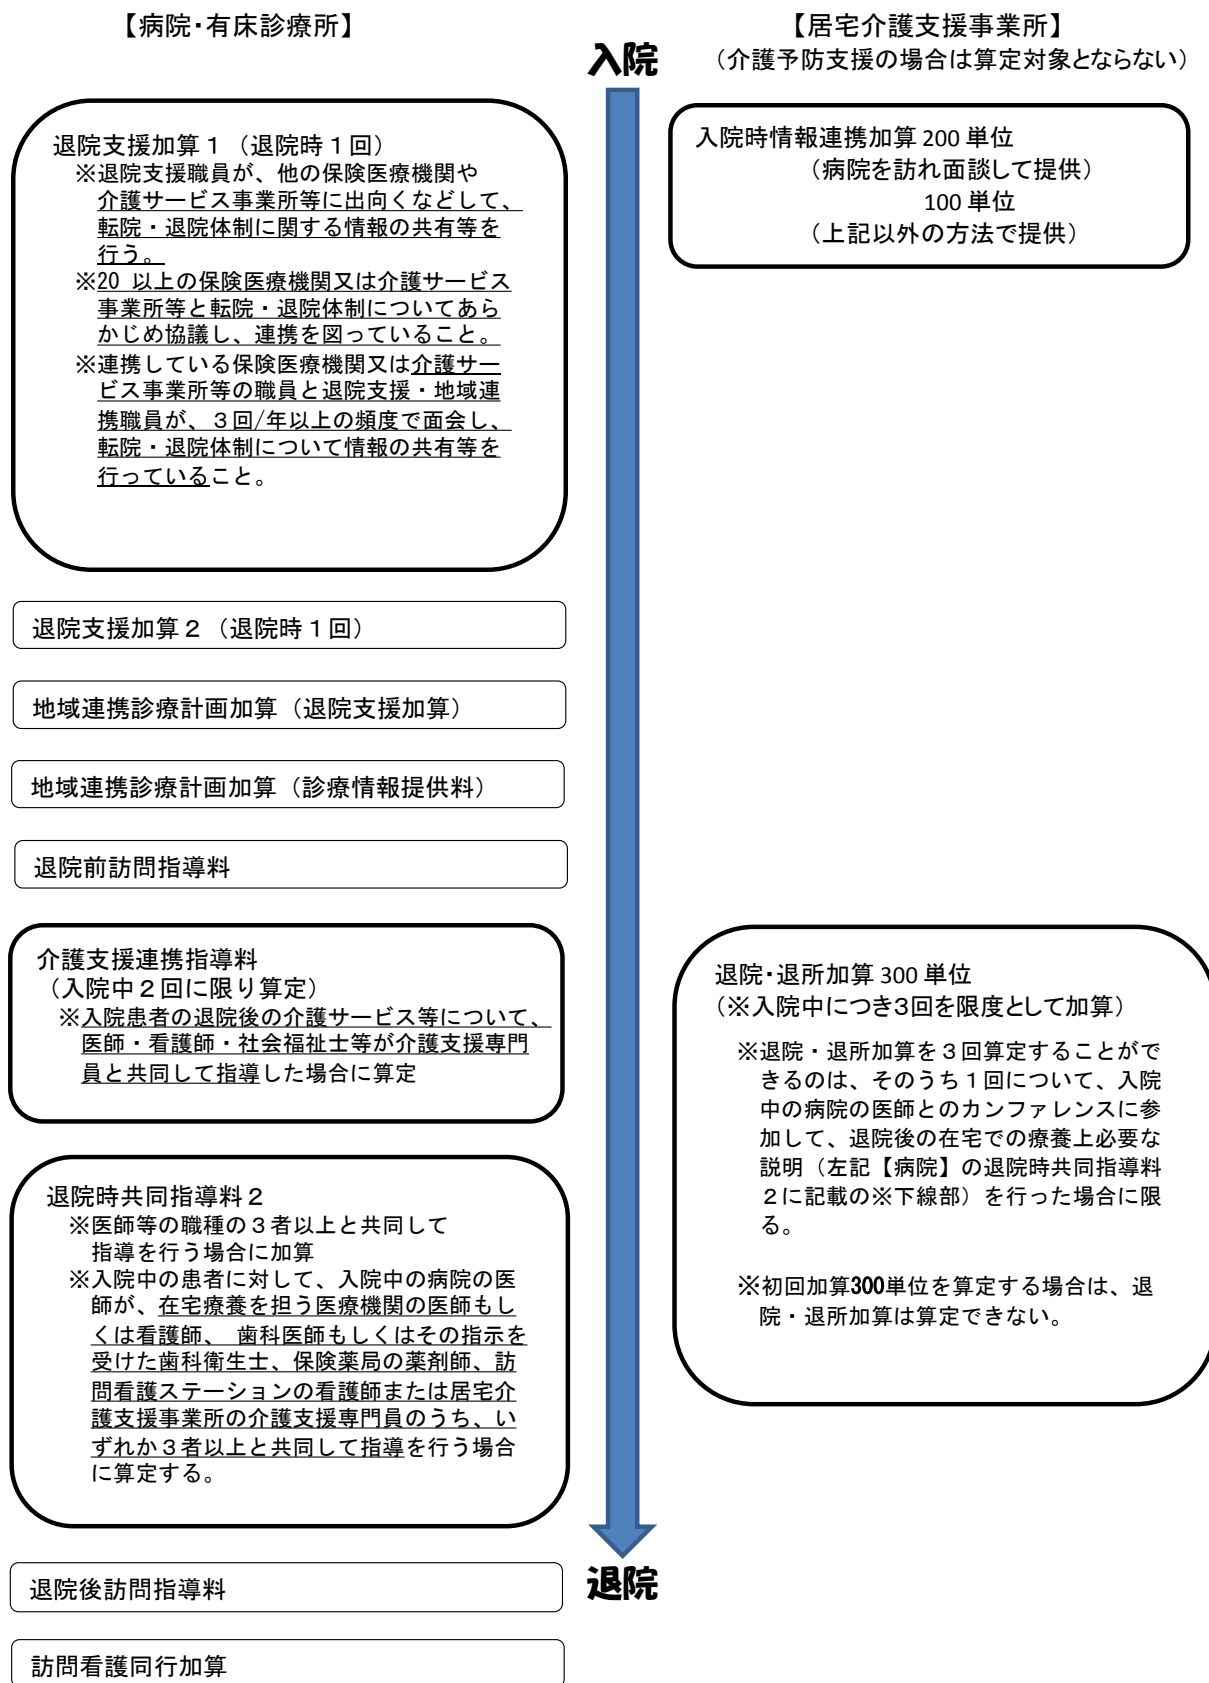 【病院・有床診療所】
【居宅介護支援事業所】
入院
（介護予防支援の場合は算定対象とならない）
退院支援加算１（退院時１回）
※退院支援職員が、他の保険医療機関や
介護サービス事業所等に出向くなどして、
転院・退院体制に関する情報の共有等を
行う。
※20 以上の保険医療機関又は介護サービス
事業所等と転院・退院体制についてあら
かじめ協議し、連携を図っていること。
※連携している保険医療機関又は介護サー
ビス事業所等の職員と退院支援・地域連
携職員が、３回/年以上の頻度で面会し、
転院・退院体制について情報の共有等を
行っていること。
入院時情報連携加算 200 単位
（病院を訪れ面談して提供）
100 単位
（上記以外の方法で提供）
退院支援加算２（退院時１回）
地域連携診療計画加算（退院支援加算）
地域連携診療計画加算（診療情報提供料）
退院前訪問指導料
介護支援連携指導料
（入院中２回に限り算定）
※入院患者の退院後の介護サービス等について、
医師・看護師・社会福祉士等が介護支援専門
員と共同して指導した場合に算定
退院時共同指導料２
※医師等の職種の３者以上と共同して
指導を行う場合に加算
※入院中の患者に対して、入院中の病院の医
師が、在宅療養を担う医療機関の医師もし
くは看護師、 歯科医師もしくはその指示を
受けた歯科衛生士、保険薬局の薬剤師、訪
問看護ステーションの看護師または居宅介
護支援事業所の介護支援専門員のうち、い
ずれか３者以上と共同して指導を行う場合
に算定する。
退院・退所加算 300 単位
（※入院中につき3回を限度として加算）
※退院・退所加算を３回算定することがで
きるのは、そのうち１回について、入院
中の病院の医師とのカンファレンスに参
加して、退院後の在宅での療養上必要な
説明（左記【病院】の退院時共同指導料
２に記載の※下線部）を行った場合に限
る。
※初回加算300単位を算定する場合は、退
院・退所加算は算定できない。
退院
退院後訪問指導料
訪問看護同行加算